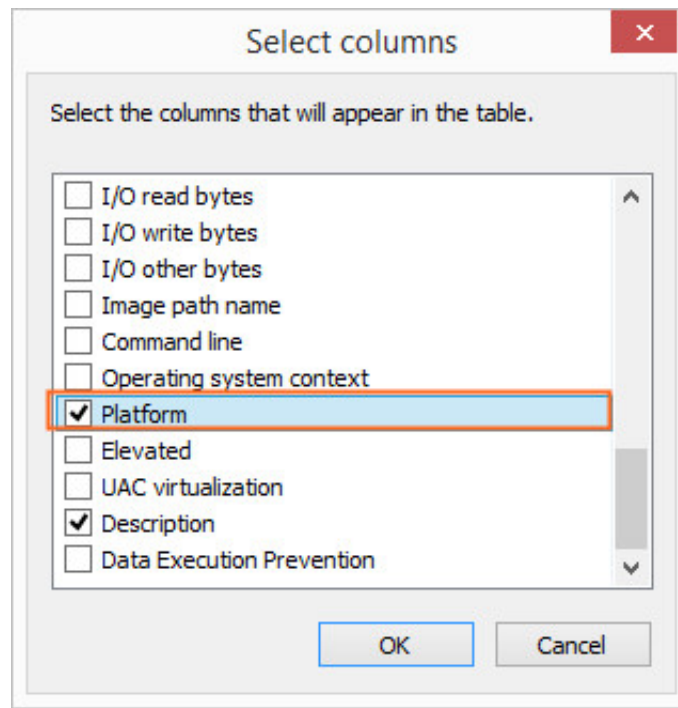 Select columns
Select the columns that will appear in the table.
I/O read bytes
I/O write bytes
I/O other bytes
Image path name
Command line
Operating system context
Platform
Elevated
UAC virtualization
Description
Data Execution Prevention
OK Cancel